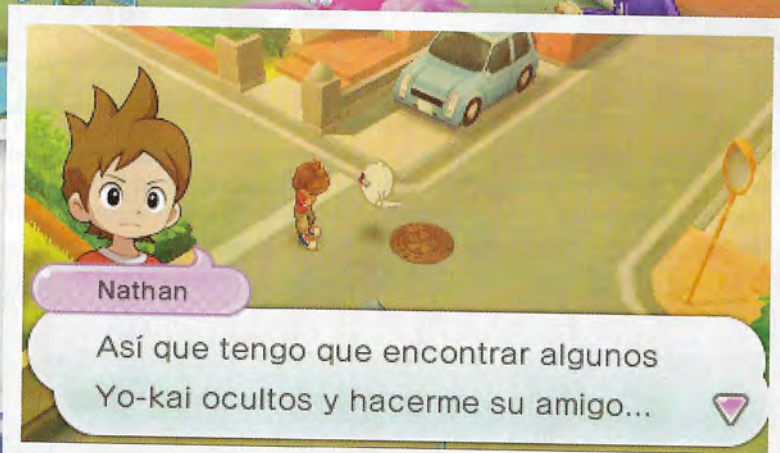 Nathan
Así que tengo que encontrar algunos
Yo-kai ocultos y hacerme su amigo...